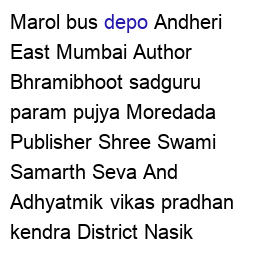 Marol bus depo Andheri
East Mumbai Author
Bhramibhoot sadguru
param pujya Moredada
Publisher Shree Swami
Samarth Seva And
Adhyatmik vikas pradhan
kendra District Nasik